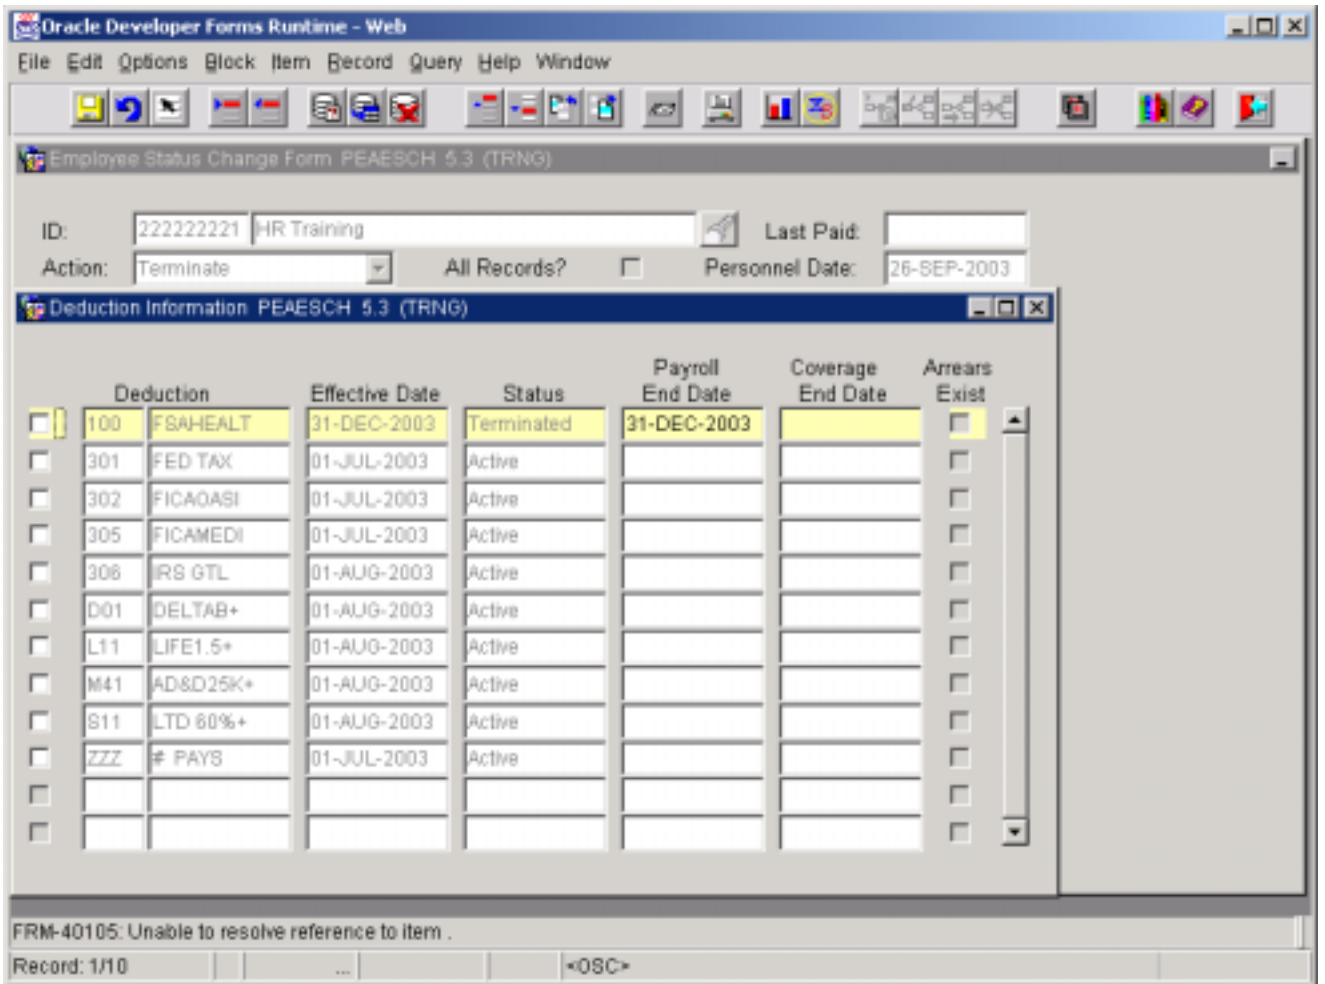 Oracle Developer Forms Runtime - Web
File Edit Options Block Item Record Query Help Window
Employee Status Change Form PEAESCH 5.3 (TRNG)
ID: 222222221 HR Training Last Paid:
Action: Terminate All Records? Personnel Date: 26-SEP-2003
Deduction Information PEAESCH 5.3 (TRNG)
Payroll Coverage Arrears
Deduction Effective Date Status End Date End Date Exist
100 FSAHEALT 31-DEC-2003 Terminated 31-DEC-2003
301 FED TAX 01-JUL-2003 Active
302 FICAOASI 01-JUL-2003 Active
305 FICAMEDI 01-JUL-2003 Active
306 IRS GTL 01-AUG-2003 Active
D01 DELTAB+ 01-AUG-2003 Active
L11 LIFE1.5+ 01-AUG-2003 Active
M41 AD&D25K+ 01-AUG-2003 Active
S11 LTD 60%+ 01-AUG-2003 Active
ZZZ # PAYS 01-JUL-2003 Active
FRM-40105: Unable to resolve reference to item .
Record: 1/10 ... <OSC>